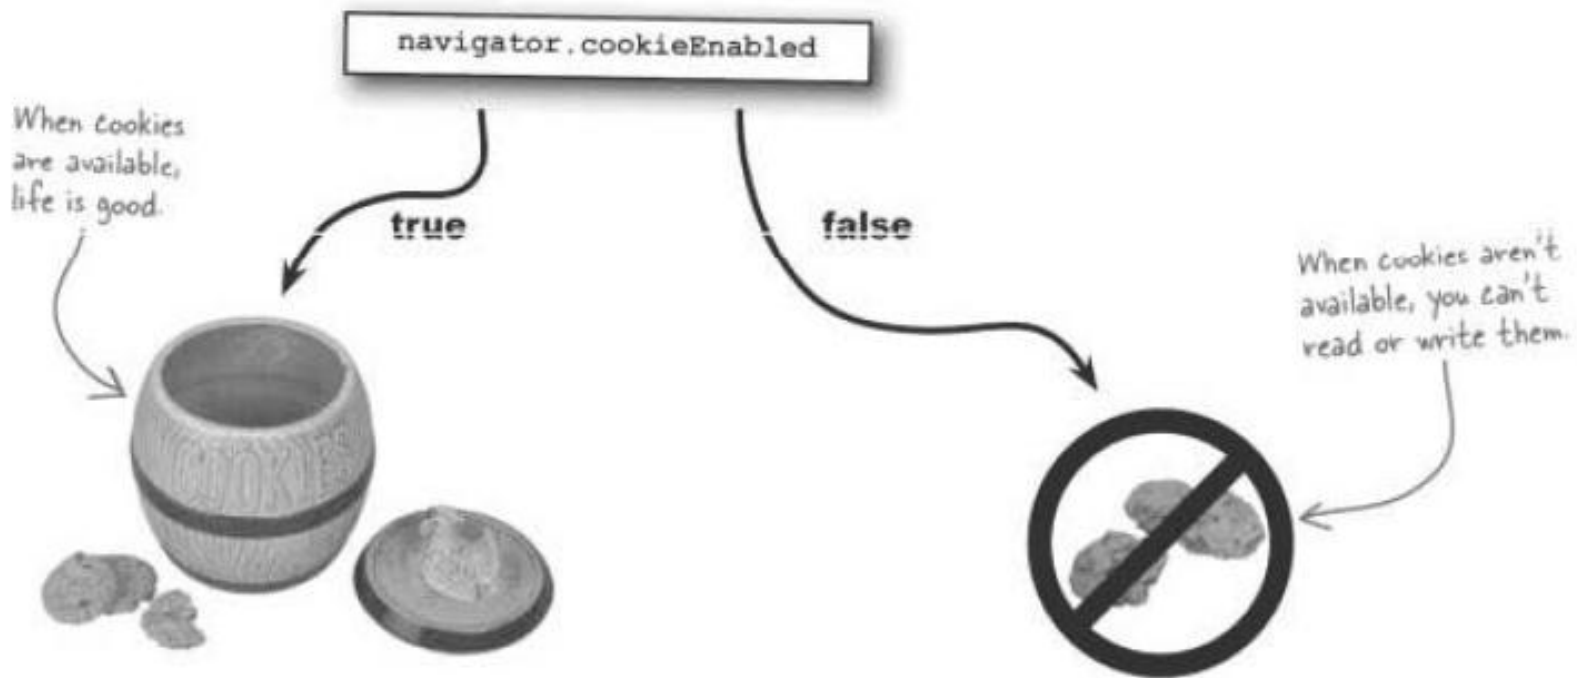 navigator.cookieEnabled
When cookies
are available,
life is good.
true
false
When cookies aren't
available, you can't
read or write them.
COOKIES